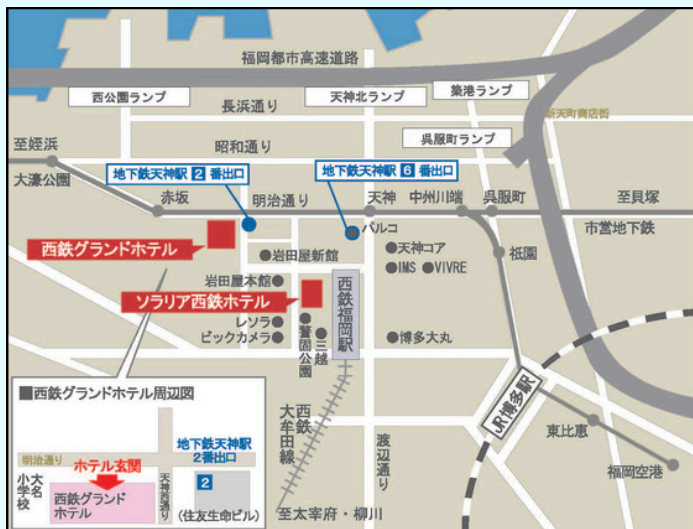 福岡都市高速道路
西公園ランプ
天神北ランプ
築港ランプ
長浜通り
新天町商店街
呉服町ランプ
昭和通り
至姪浜
大濠公園
地下鉄天神駅 2 番出口
地下鉄天神駅 6 番出口
赤坂
明治通り
天神
中州川端
呉服町
至貝塚
市営地下鉄
パルコ
西鉄グランドホテル
岩田屋新館
天神コア
IMS
VIVRE
祇園
岩田屋本館
ソラリア西鉄ホテル
西鉄福岡駅
レソラ
ビックカメラ
警固公園
三越
博多大丸
JR博多駅
東比恵
福岡空港
西鉄
大牟田線
渡辺通り
至太宰府・柳川
■西鉄グランドホテル周辺図
明治通り
ホテル玄関
地下鉄天神駅
2番出口
大名
小学校
西鉄グランド
ホテル
天神西通り
2
(住友生命ビル)